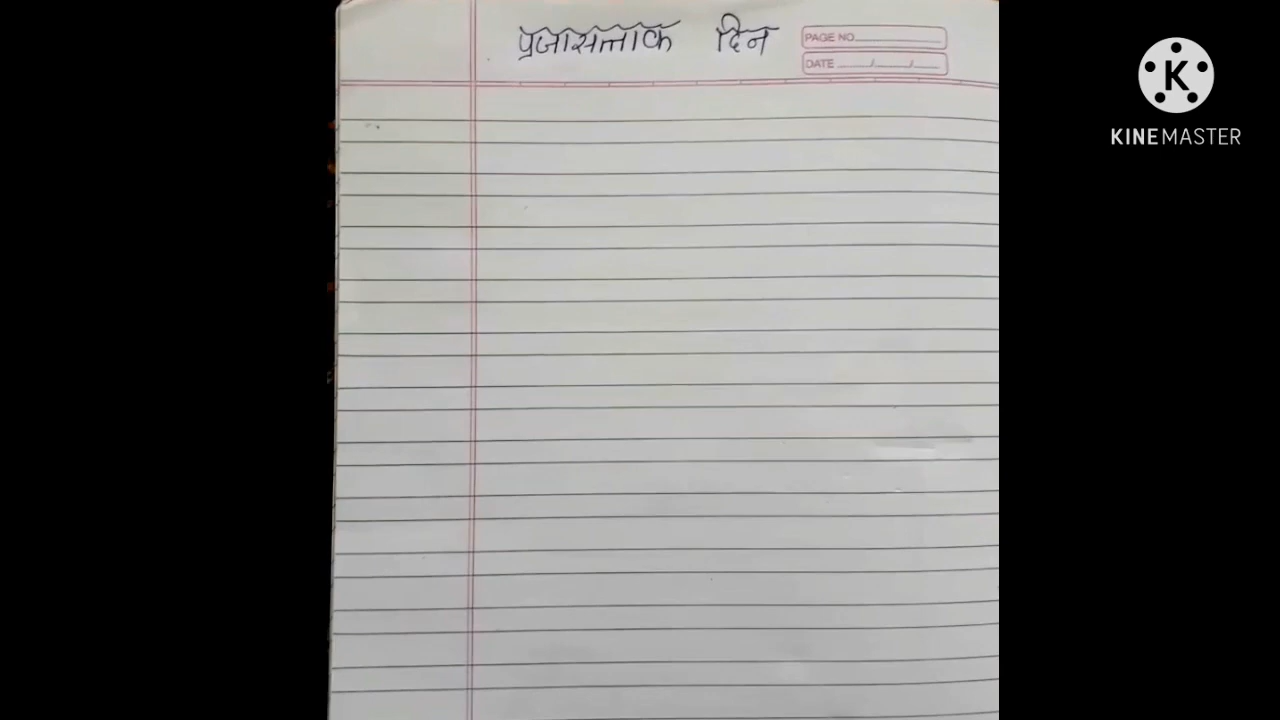 प्रजासत्ताक दिन
PAGE NO.
DATE / /
KINEMASTER